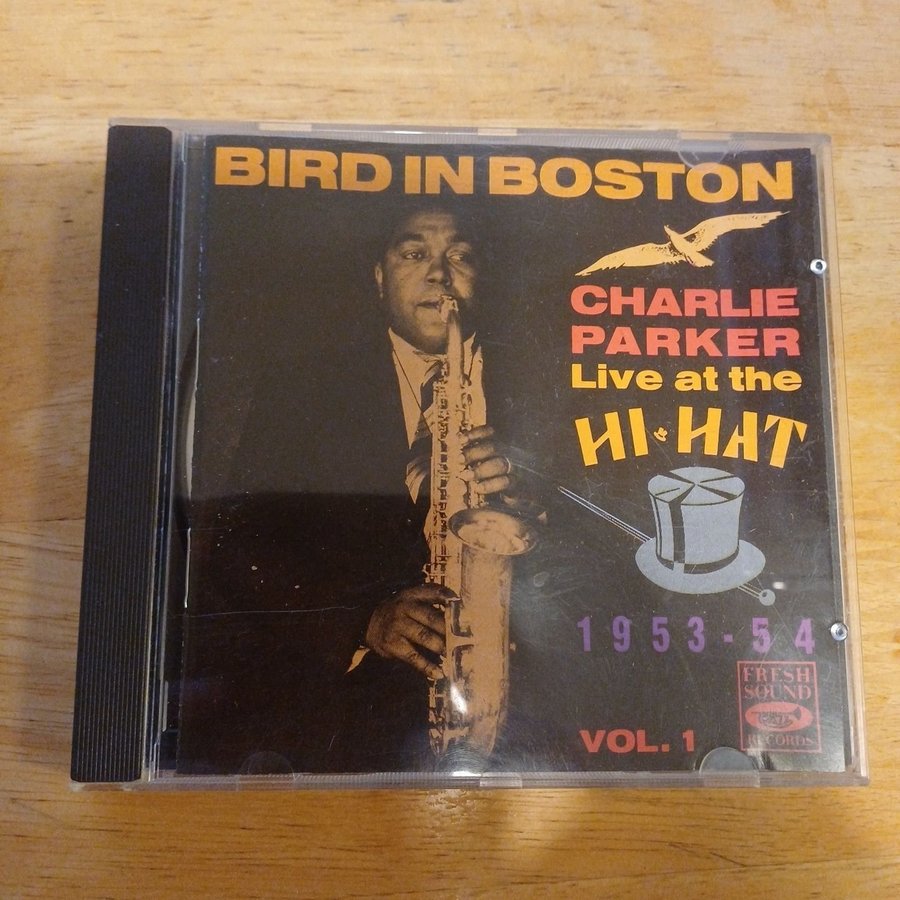 BIRD IN BOSTON
CHARLIE
PARKER
Live at the
HI-HAT
1953-54
VOL. 1
FRESH
SOUND
RECORDS